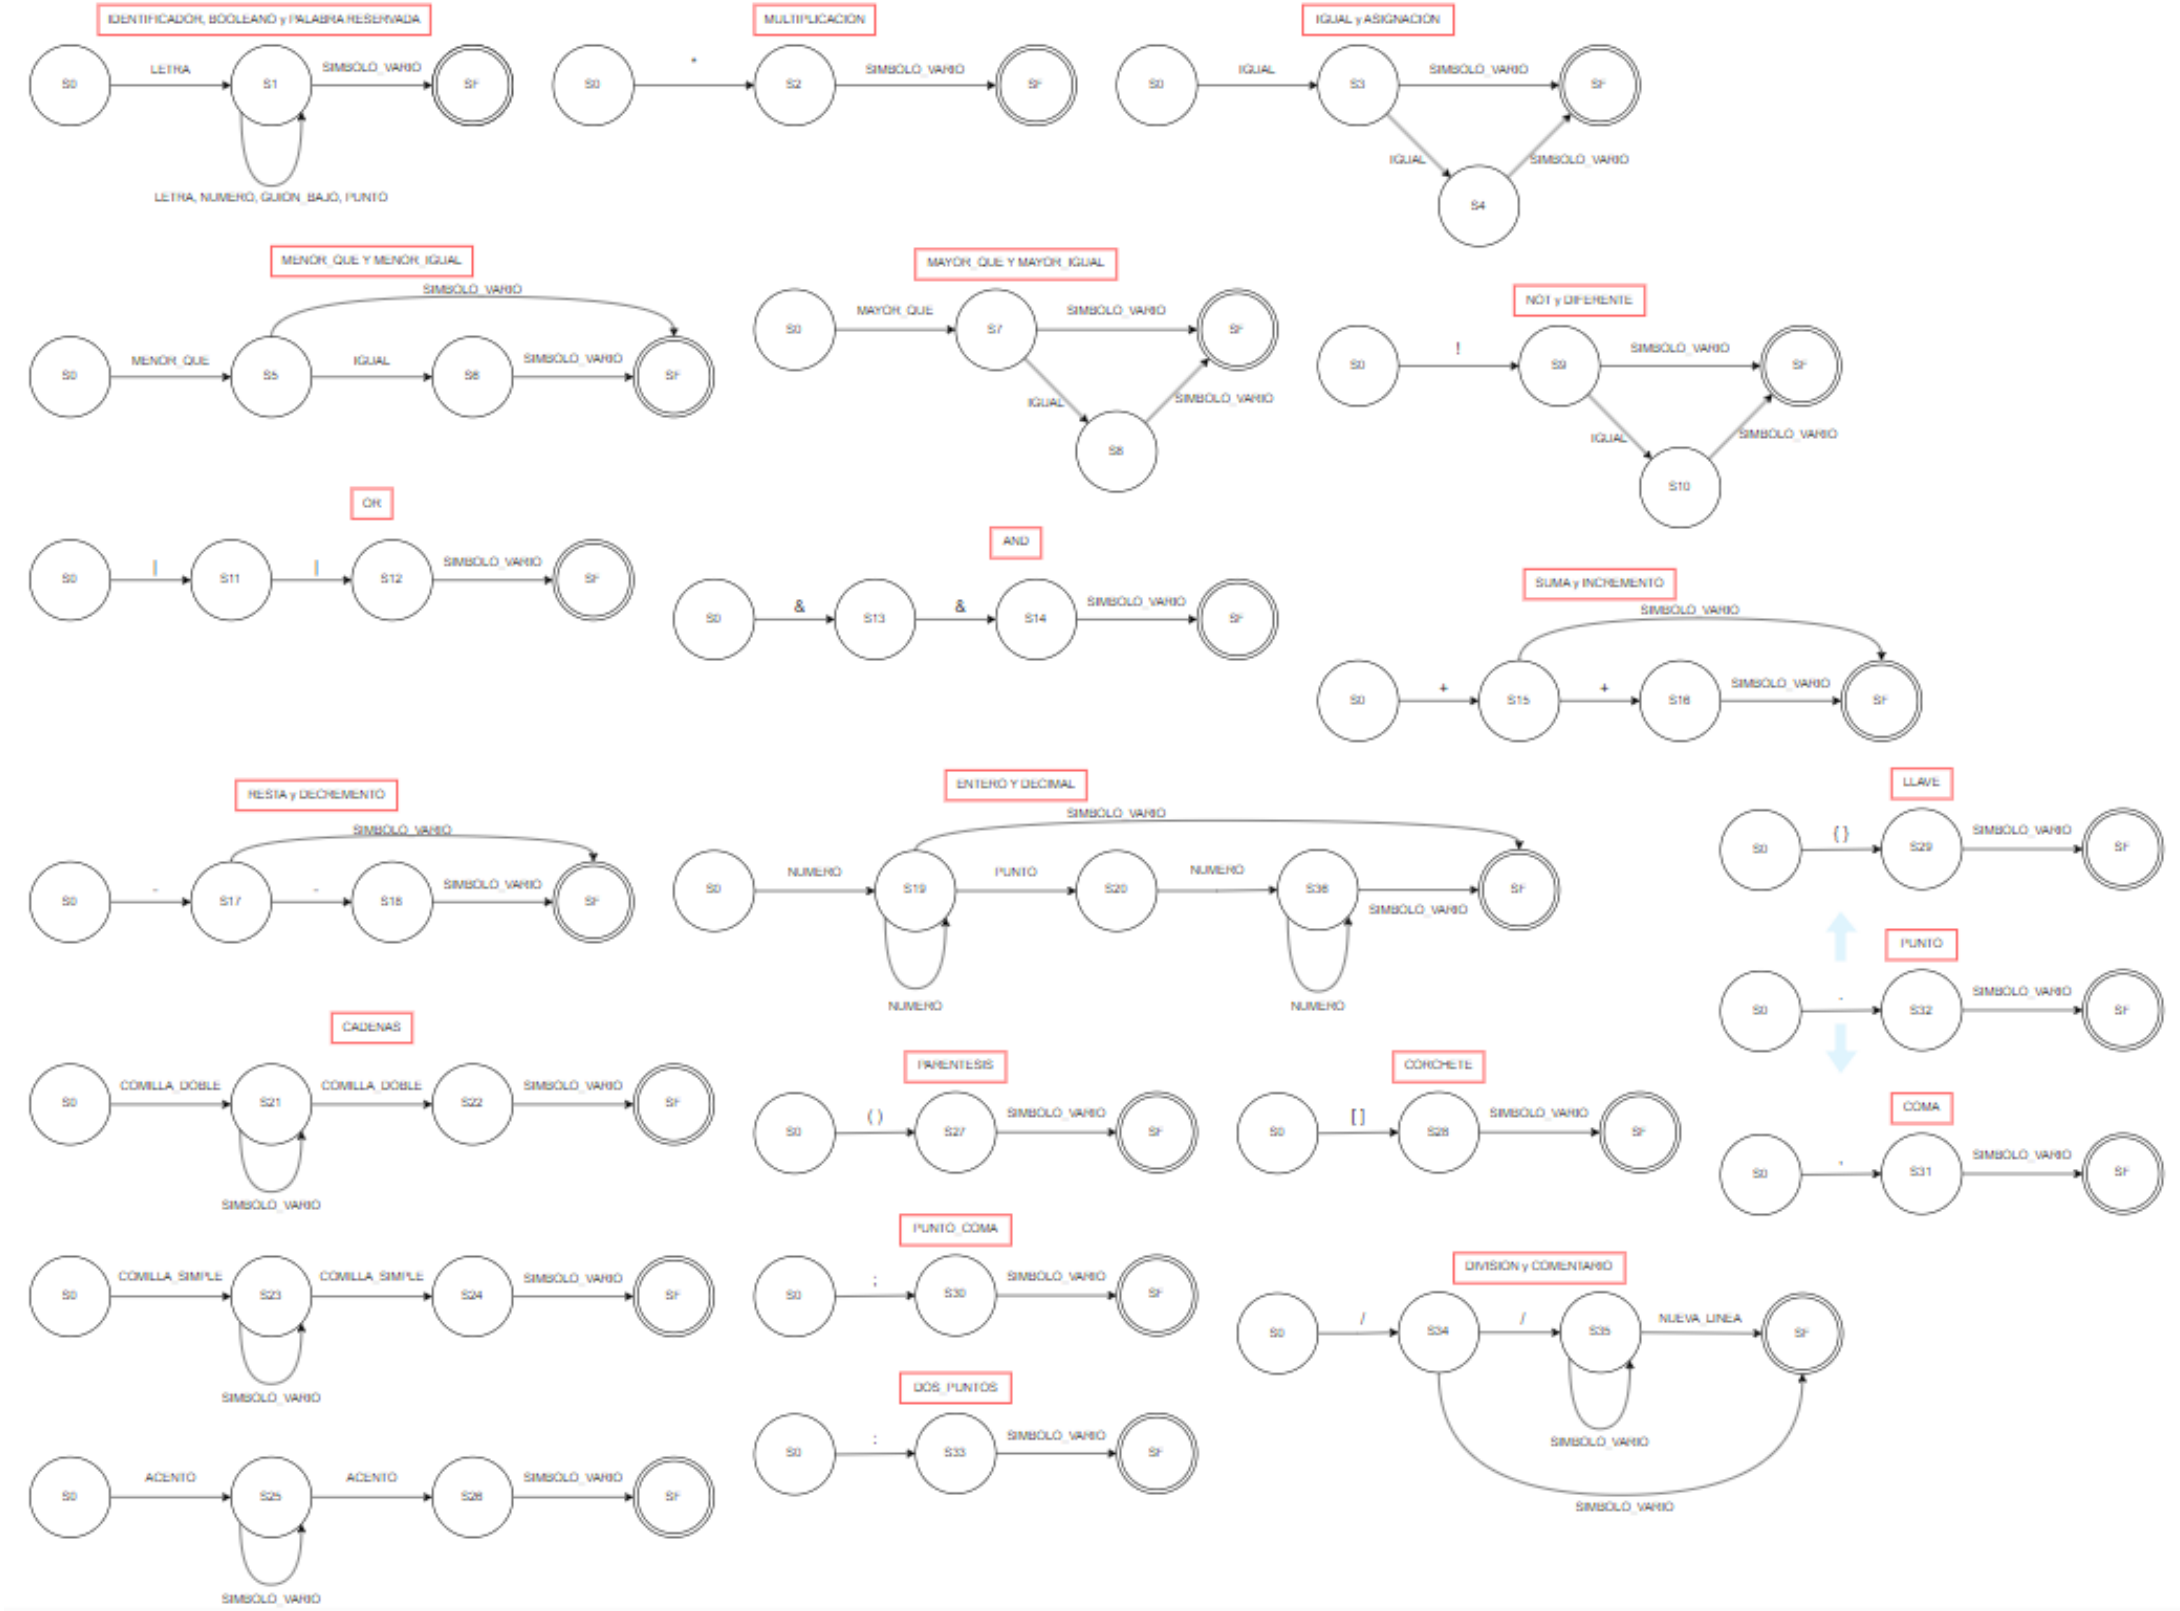 IDENTIFICADOR, BOOLEANO y PALABRA RESERVADA
S0
LETRA
S1
SIMBOLO_VARIO
SF
LETRA, NUMERO, GUION_BAJO, PUNTO
MULTIPLICACION
S0
*
S2
SIMBOLO_VARIO
SF
IGUAL y ASIGNACION
S0
IGUAL
S3
SIMBOLO_VARIO
SF
IGUAL
SIMBOLO_VARIO
S4
MENOR_QUE Y MENOR_IGUAL
SIMBOLO_VARIO
S0
MENOR_QUE
S5
IGUAL
S6
SIMBOLO_VARIO
SF
MAYOR_QUE Y MAYOR_IGUAL
S0
MAYOR_QUE
S7
SIMBOLO_VARIO
SF
IGUAL
SIMBOLO_VARIO
S8
NOT y DIFERENTE
S0
!
S9
SIMBOLO_VARIO
SF
IGUAL
SIMBOLO_VARIO
S10
OR
S0
|
S11
|
S12
SIMBOLO_VARIO
SF
AND
S0
&
S13
&
S14
SIMBOLO_VARIO
SF
SUMA y INCREMENTO
SIMBOLO_VARIO
S0
+
S15
+
S16
SIMBOLO_VARIO
SF
RESTA y DECREMENTO
SIMBOLO_VARIO
S0
-
S17
-
S18
SIMBOLO_VARIO
SF
ENTERO Y DECIMAL
SIMBOLO_VARIO
S0
NUMERO
S19
PUNTO
S20
NUMERO
S36
SIMBOLO_VARIO
SF
NUMERO
NUMERO
LLAVE
S0
{ }
S29
SIMBOLO_VARIO
SF
PUNTO
S0
.
S32
SIMBOLO_VARIO
SF
COMA
S0
,
S31
SIMBOLO_VARIO
SF
CADENAS
S0
COMILLA_DOBLE
S21
COMILLA_DOBLE
S22
SIMBOLO_VARIO
SF
SIMBOLO_VARIO
S0
COMILLA_SIMPLE
S23
COMILLA_SIMPLE
S24
SIMBOLO_VARIO
SF
SIMBOLO_VARIO
S0
ACENTO
S25
ACENTO
S26
SIMBOLO_VARIO
SF
SIMBOLO_VARIO
PARENTESIS
S0
( )
S27
SIMBOLO_VARIO
SF
CORCHETE
S0
[ ]
S28
SIMBOLO_VARIO
SF
PUNTO_COMA
S0
;
S30
SIMBOLO_VARIO
SF
DOS_PUNTOS
S0
:
S33
SIMBOLO_VARIO
SF
DIVISION y COMENTARIO
S0
/
S34
/
S35
NUEVA_LINEA
SF
SIMBOLO_VARIO
SIMBOLO_VARIO